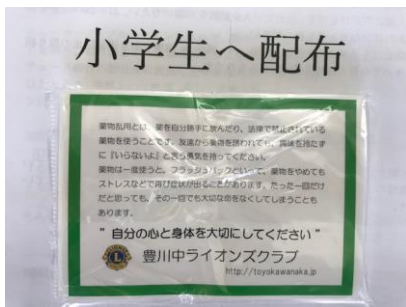 小学生へ配布
薬物乱用とは、薬を自分勝手に飲んだり、法律で禁止されている
薬物を使うことです。友達から薬物を誘われても、興味を持たず
に『いらないよ』と言う勇気を持ってください。
薬物は一度使うと、フラッシュバックといって、薬物をやめても
ストレスなどで再び症状が出ることがあります。たった一回だけ
だと思っても、その一回でも大切な命をなくしてしまうことも
あります。
" 自分の心と身体を大切にしてください "
豊川中ライオンズクラブ
http://toyokawanaka.jp